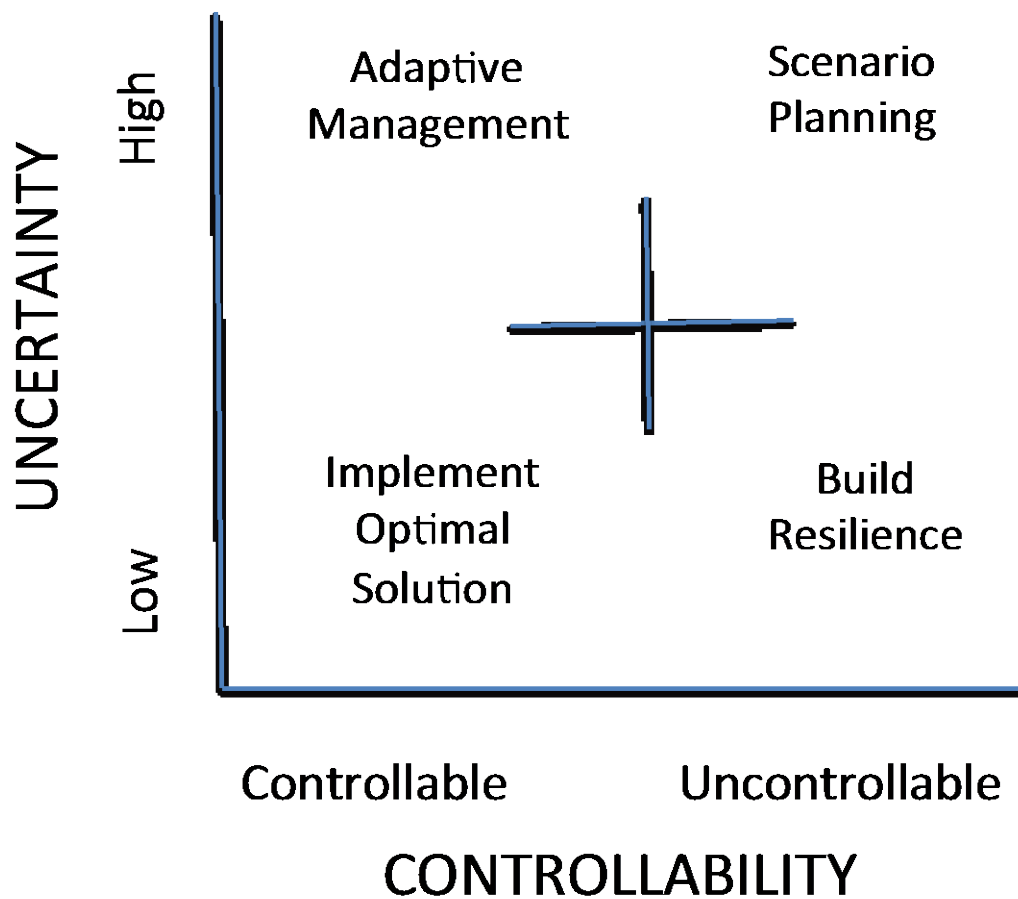 UNCERTAINTY
High
Low
Adaptive
Management
Scenario
Planning
Implement
Optimal
Solution
Build
Resilience
Controllable
Uncontrollable
CONTROLLABILITY